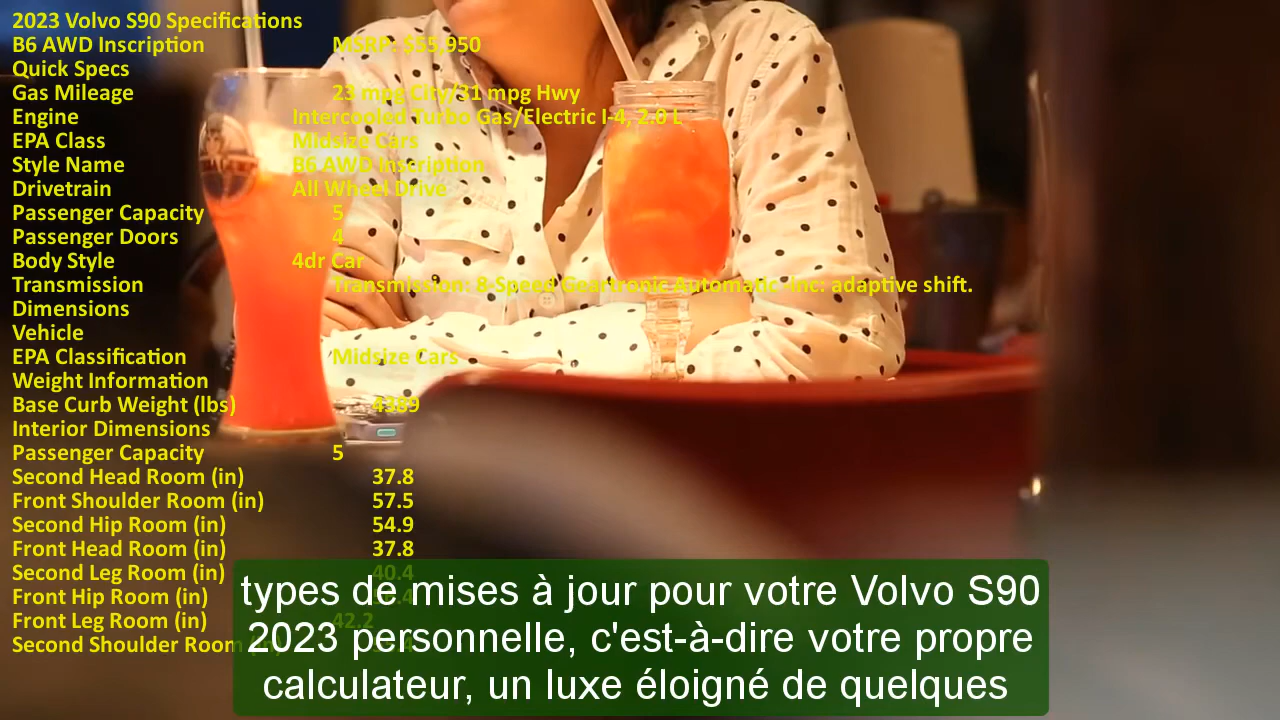 2023 Volvo S90 Specifications
B6 AWD Inscription MSRP: $55,950
Quick Specs
Gas Mileage 23 mpg City/31 mpg Hwy
Engine Intercooled Turbo Gas/Electric I-4, 2.0 L
EPA Class Midsize Cars
Style Name B6 AWD Inscription
Drivetrain All Wheel Drive
Passenger Capacity 5
Passenger Doors 4
Body Style 4dr Car
Transmission Transmission: 8-Speed Geartronic Automatic -inc: adaptive shift.
Dimensions
Vehicle
EPA Classification Midsize Cars
Weight Information
Base Curb Weight (lbs) 4389
Interior Dimensions
Passenger Capacity 5
Second Head Room (in) 37.8
Front Shoulder Room (in) 57.5
Second Hip Room (in) 54.9
Front Head Room (in) 37.8
Second Leg Room (in) 40.4
Front Hip Room (in)
Front Leg Room (in) 42.2
Second Shoulder Room
types de mises à jour pour votre Volvo S90
2023 personnelle, c'est-à-dire votre propre
calculateur, un luxe éloigné de quelques